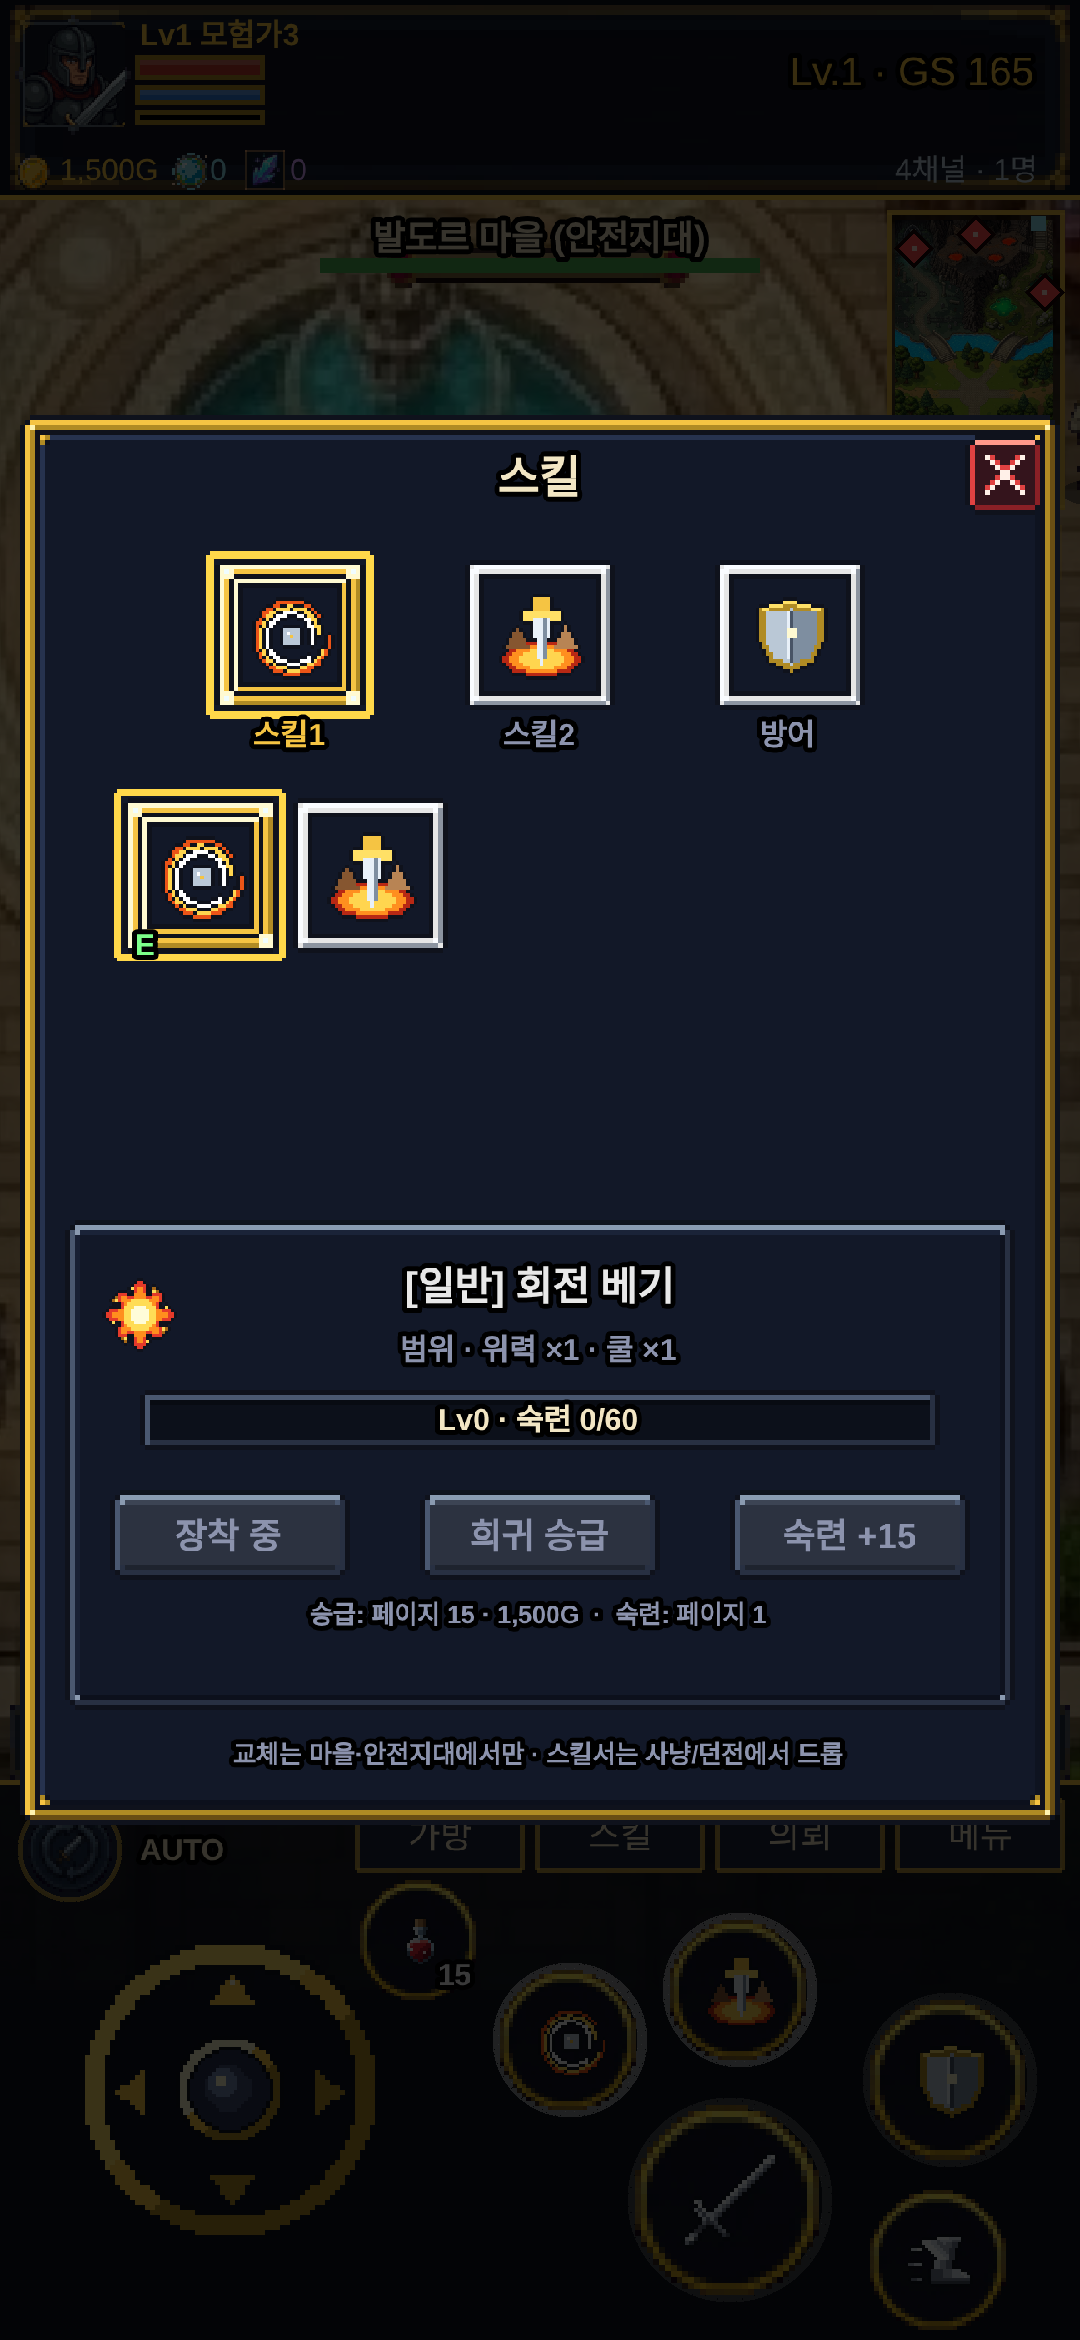 Lv1 모험가3
Lv.1 · GS 165
1,500G 0 0
4채널 · 1명
발도르 마을 (안전지대)
스킬
스킬1 스킬2 방어
E
[일반] 회전 베기
범위 · 위력 ×1 · 쿨 ×1
Lv0 · 숙련 0/60
장착 중 희귀 승급 숙련 +15
승급: 페이지 15 · 1,500G · 숙련: 페이지 1
교체는 마을·안전지대에서만 · 스킬서는 사냥/던전에서 드롭
AUTO 가방 스킬 의뢰 메뉴
15